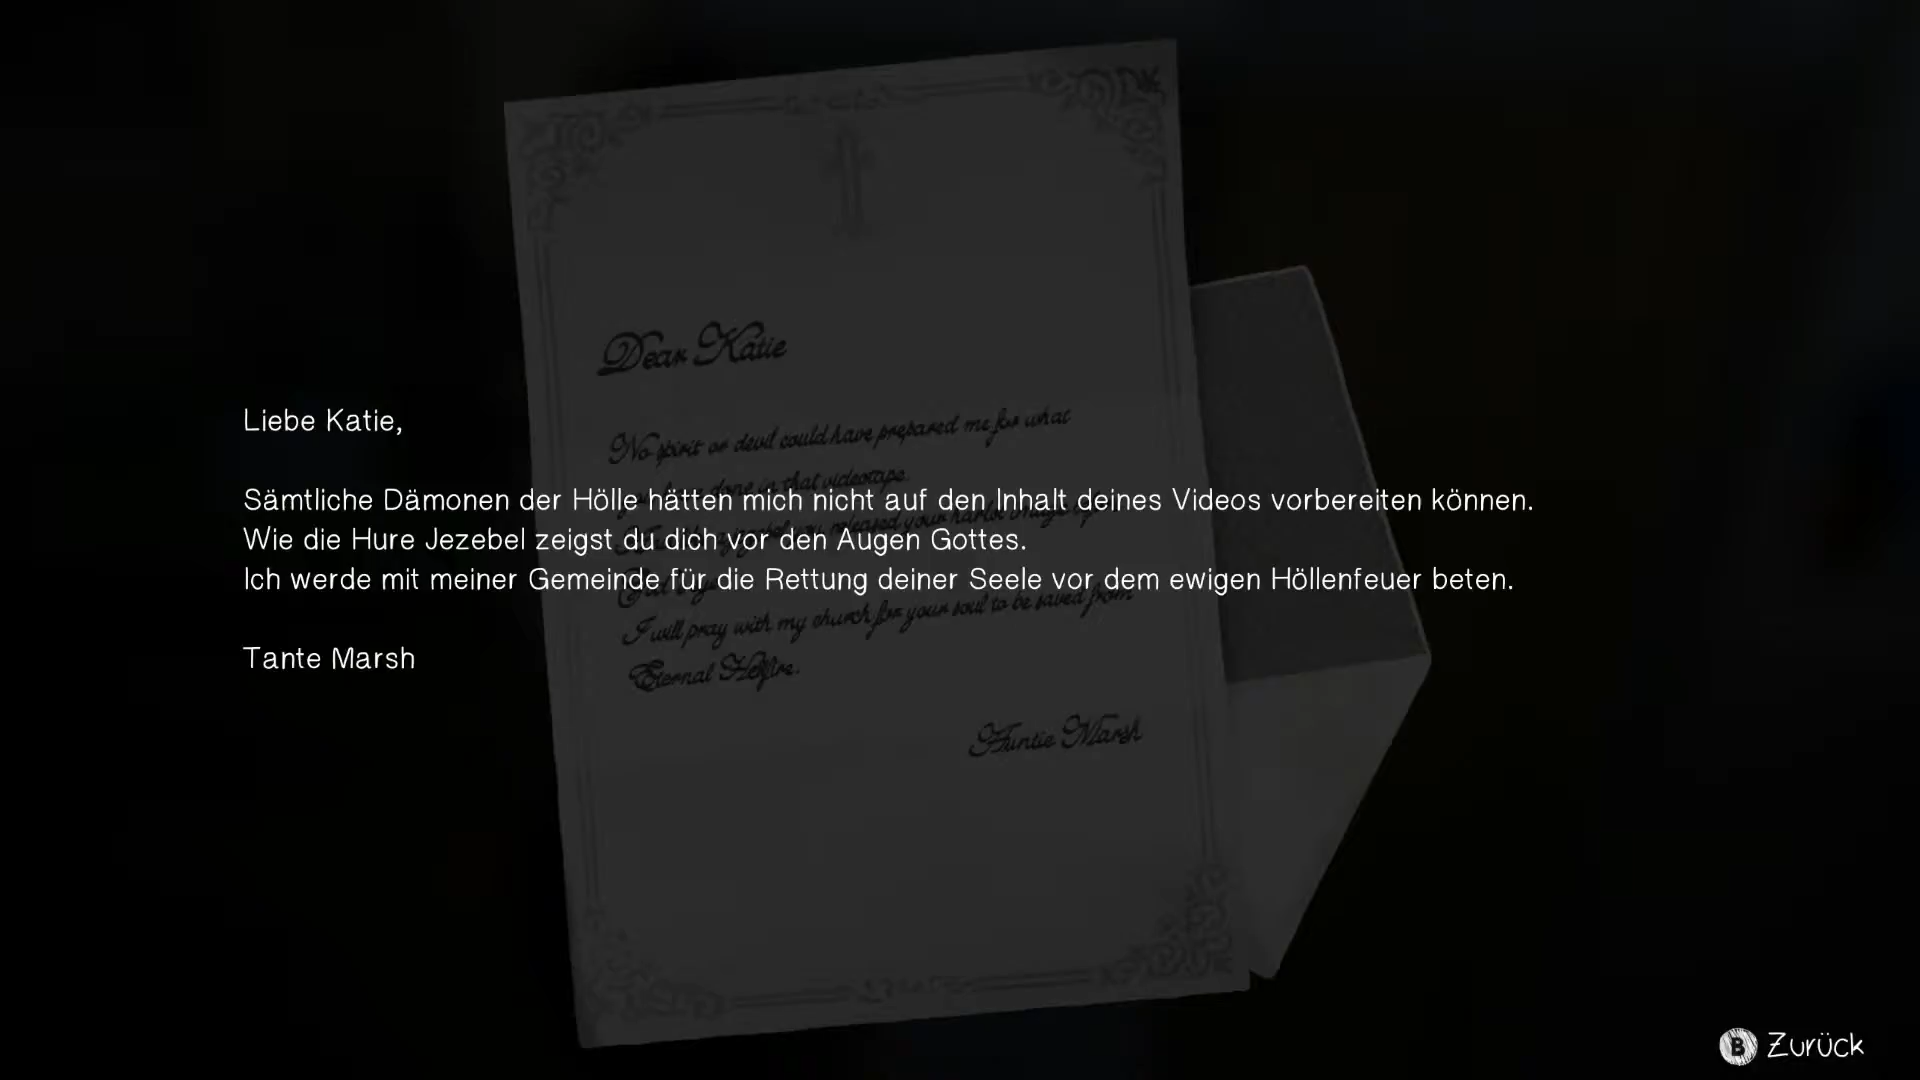 Dear Katie
No spirit or devil could have prepared me for what
in that videotape.
Liebe Katie,
Sämtliche Dämonen der Hölle hätten mich nicht auf den Inhalt deines Videos vorbereiten können.
Wie die Hure Jezebel zeigst du dich vor den Augen Gottes.
Ich werde mit meiner Gemeinde für die Rettung deiner Seele vor dem ewigen Höllenfeuer beten.
Tante Marsh
I will pray with my church for your soul to be saved from
Eternal Hellfire.
Auntie Marsh
B Zurück